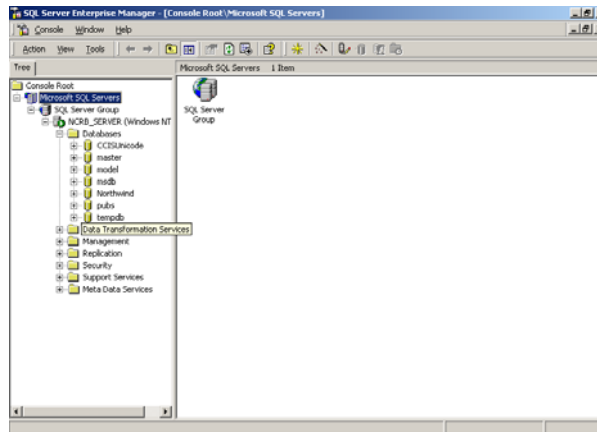 SQL Server Enterprise Manager - [Console Root\Microsoft SQL Servers]
Console Window Help
Action View Tools
Tree
Microsoft SQL Servers 1 Item
Console Root
Microsoft SQL Servers
SQL Server Group
NCRB_SERVER (Windows NT
Databases
CCISUnicode
master
model
msdb
Northwind
pubs
tempdb
Data Transformation Services
Management
Replication
Security
Support Services
Meta Data Services
SQL Server
Group